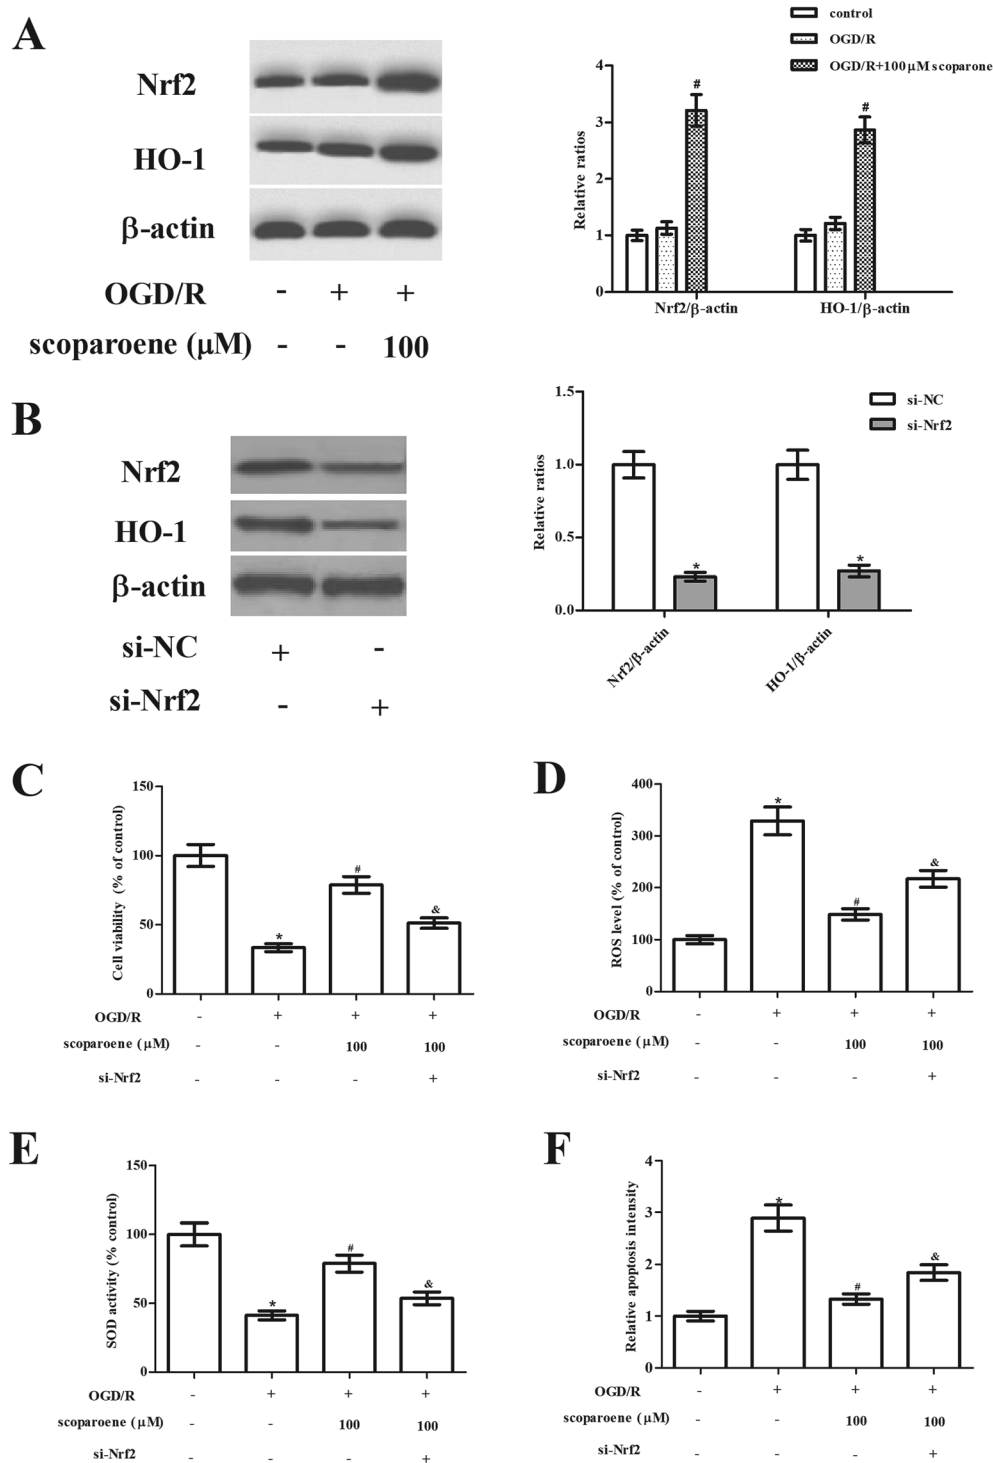 A
Nrf2
HO-1
β-actin
OGD/R - + +
scoparoene (μM) - - 100
control
OGD/R
OGD/R+100 μM scoparone
Relative ratios
4
3
2
1
0
#
#
Nrf2/β-actin HO-1/β-actin
B
Nrf2
HO-1
β-actin
si-NC + -
si-Nrf2 - +
si-NC
si-Nrf2
Relative ratios
1.5
1.0
0.5
0.0
*
*
Nrf2/β-actin
HO-1/β-actin
C
Cell viability (% of control)
150
100
50
0
*
#
&
OGD/R - + + +
scoparoene (μM) - - 100 100
si-Nrf2 - - - +
D
ROS level (% of control)
400
300
200
100
0
*
#
&
OGD/R - + + +
scoparoene (μM) - - 100 100
si-Nrf2 - - - +
E
SOD activity (% control)
150
100
50
0
*
#
&
OGD/R - + + +
scoparoene (μM) - - 100 100
si-Nrf2 - - - +
F
Relative apoptosis intensity
4
3
2
1
0
*
#
&
OGD/R - + + +
scoparoene (μM) - - 100 100
si-Nrf2 - - - +